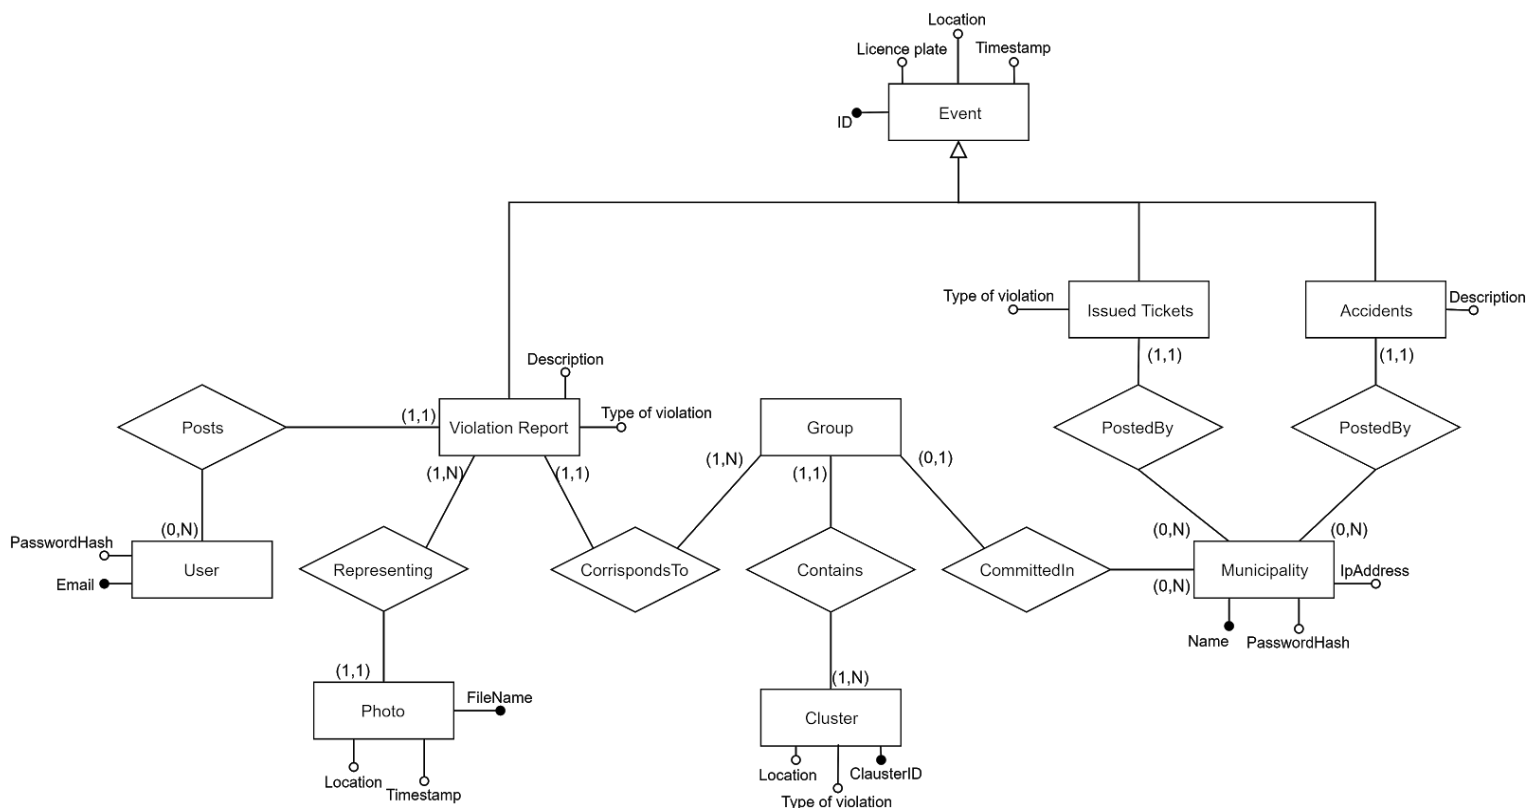 Location
Licence plate
Timestamp
Event
ID
Type of violation
Issued Tickets
Accidents
Description
(1,1)
(1,1)
Description
Posts
(1,1)
Violation Report
Type of violation
Group
PostedBy
PostedBy
(1,N)
(1,1)
(1,N)
(1,1)
(0,1)
(0,N)
(0,N)
(0,N)
PasswordHash
User
Email
Representing
CorrispondsTo
Contains
CommittedIn
(0,N)
Municipality
IpAddress
Name
PasswordHash
(1,1)
(1,N)
Photo
FileName
Cluster
Location
Timestamp
Location
ClausterID
Type of violation